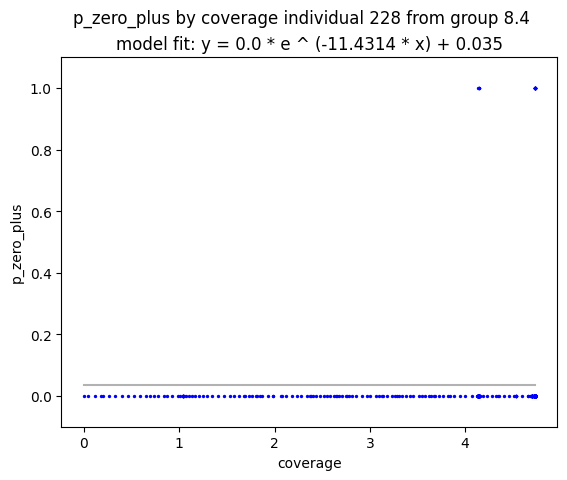 p_zero_plus by coverage individual 228 from group 8.4
model fit: y = 0.0 * e ^ (-11.4314 * x) + 0.035
1.0
0.8
0.6
0.4
0.2
0.0
p_zero_plus
0 1 2 3 4
coverage